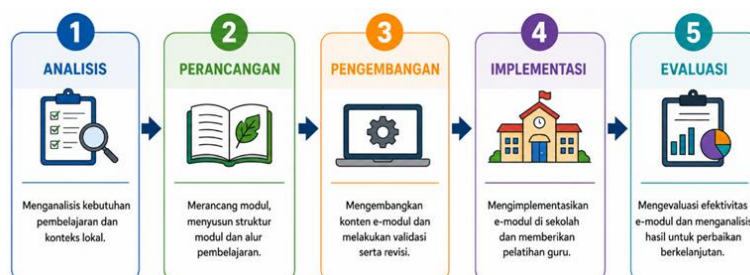 1
ANALISIS
Menganalisis kebutuhan
pembelajaran dan
konteks lokal.
2
PERANCANGAN
Merancang modul,
menyusun struktur
modul dan alur
pembelajaran.
3
PENGEMBANGAN
Mengembangkan
konten e-modul dan
melakukan validasi
serta revisi.
4
IMPLEMENTASI
Mengimplementasikan
e-modul di sekolah
dan memberikan
pelatihan guru.
5
EVALUASI
Mengevaluasi efektivitas
e-modul dan menganalisis
hasil untuk perbaikan
berkelanjutan.